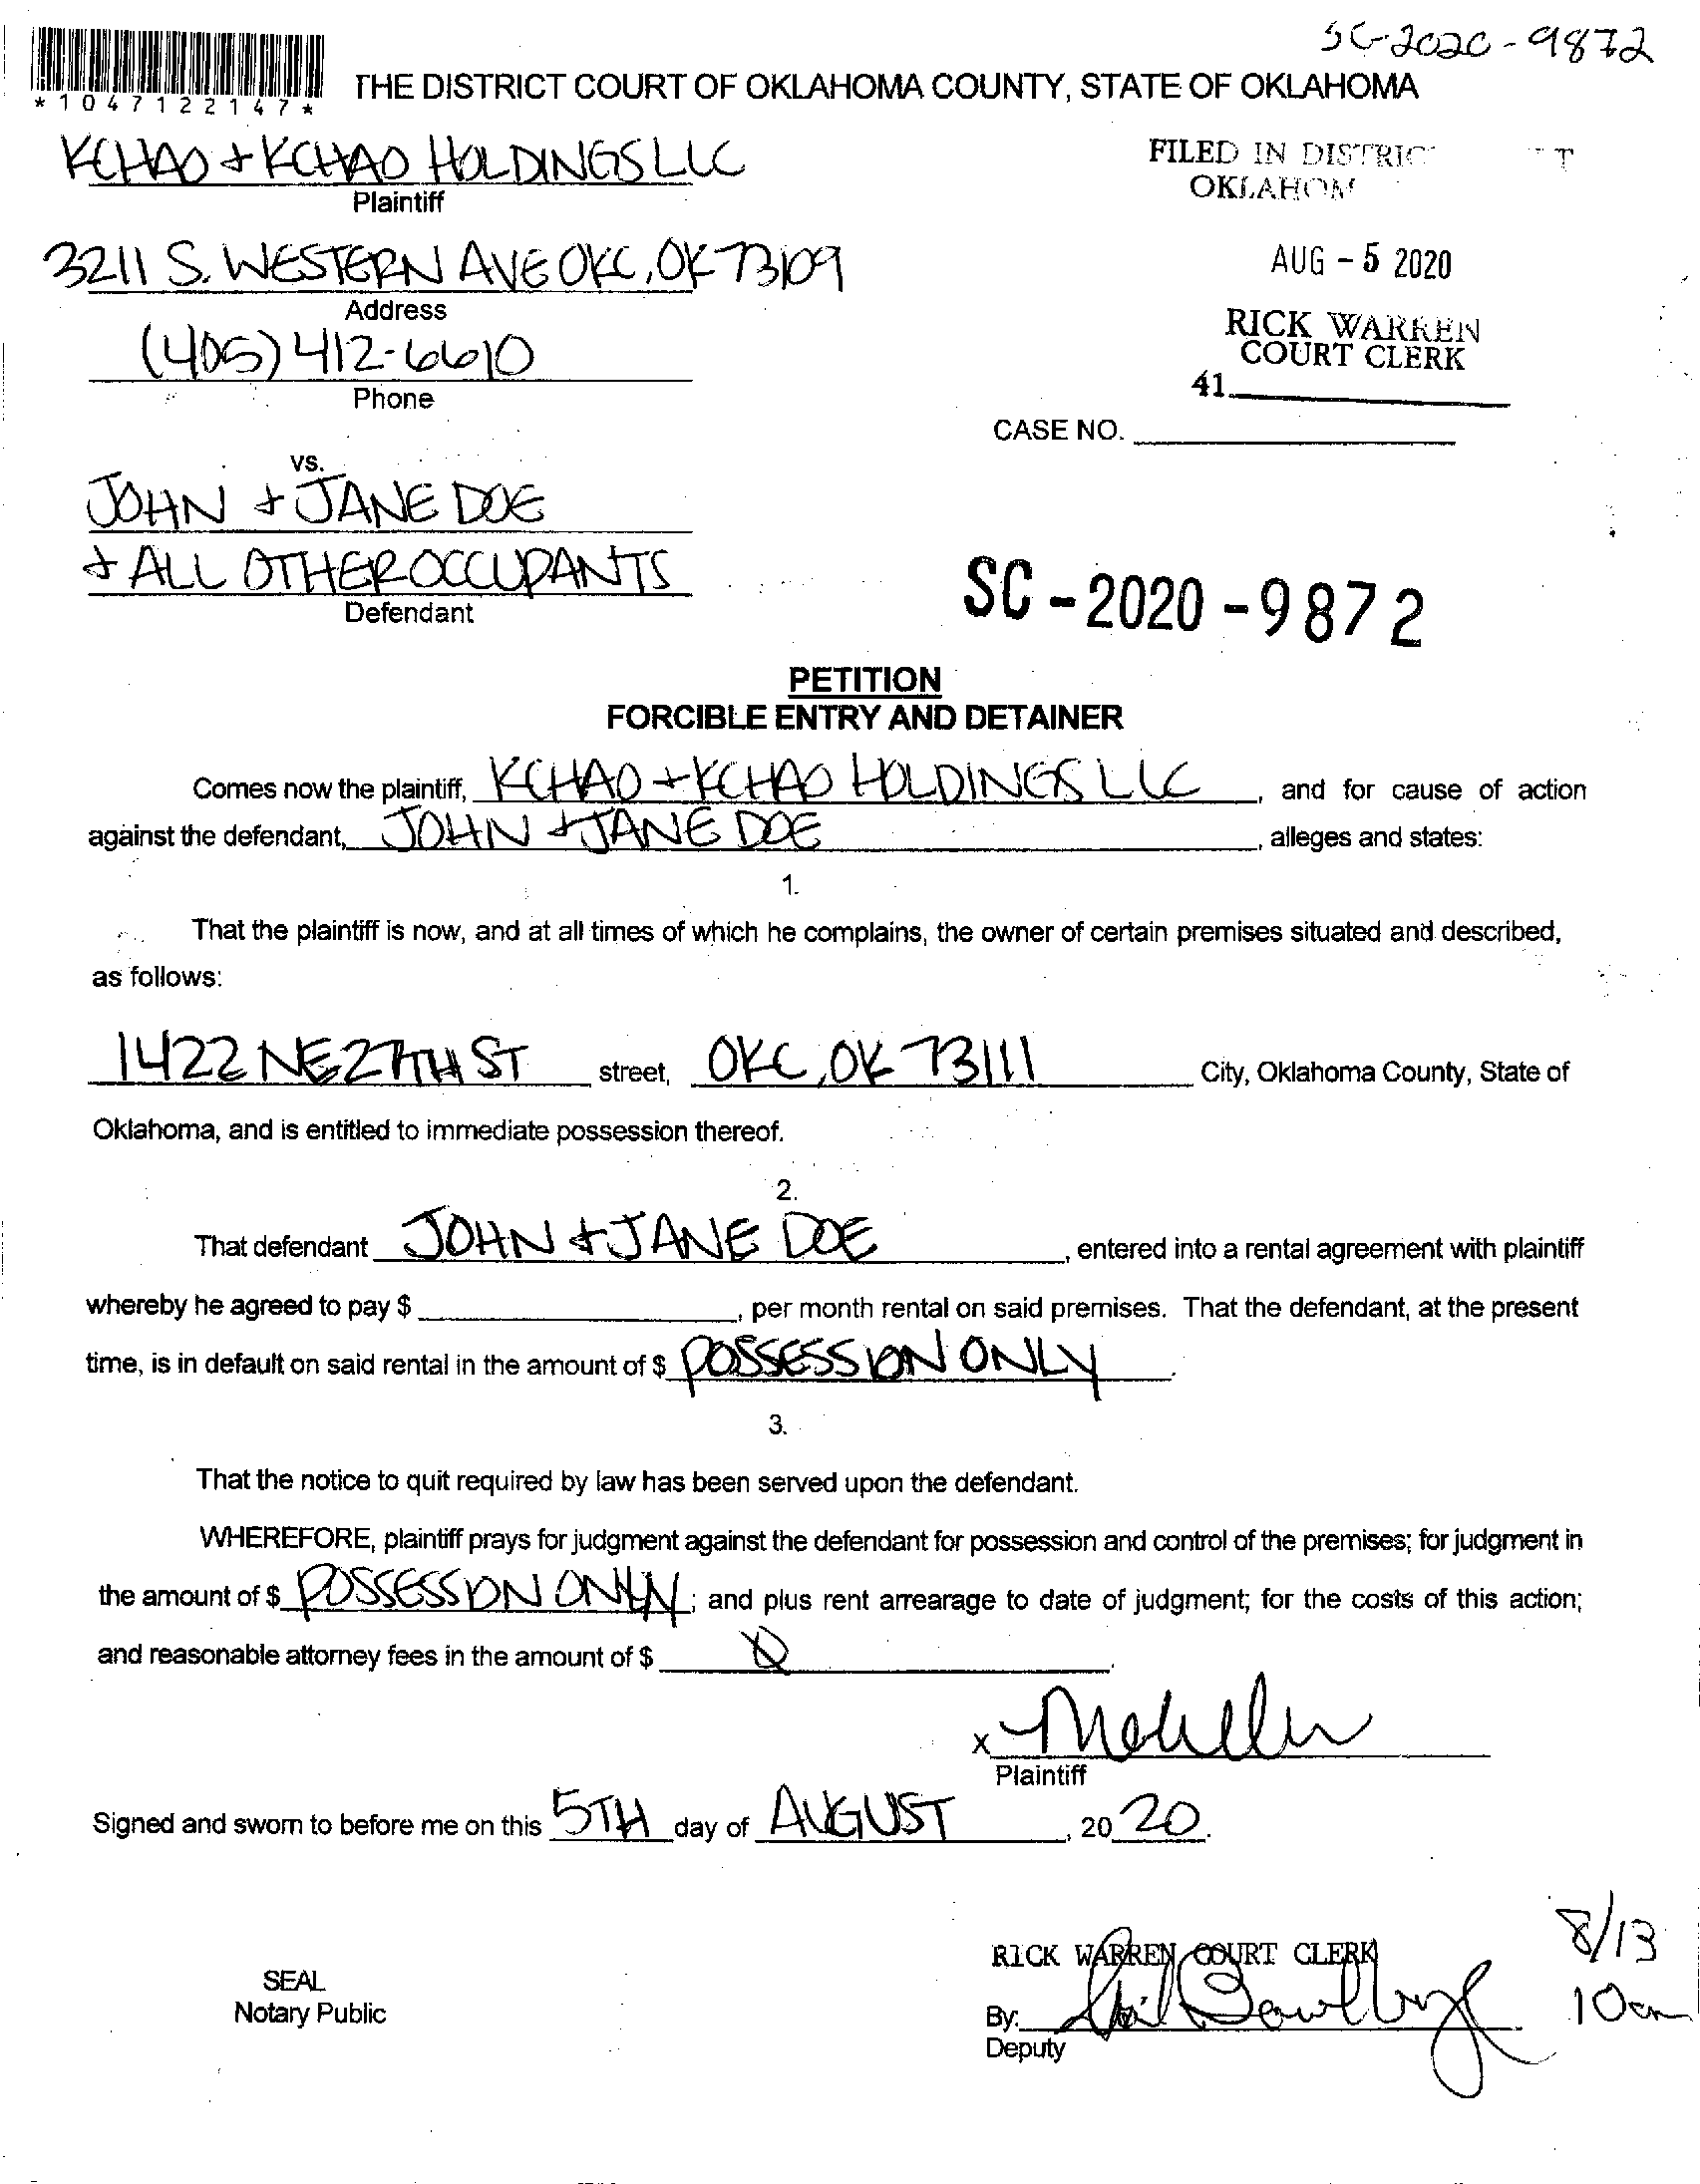 SC-2020-9872
*1047122147*
THE DISTRICT COURT OF OKLAHOMA COUNTY, STATE OF OKLAHOMA
KCHAO + KCHAO HOLDINGS LLC
Plaintiff
FILED IN DISTRIC T
OKLAHOM
3211 S. WESTERN AVE OKC, OK 73109
Address
AUG - 5 2020
(405) 412-6610
Phone
RICK WARREN
COURT CLERK
41
CASE NO.
vs.
JOHN + JANE DOE
+ ALL OTHER OCCUPANTS
Defendant
SC - 2020 - 9872
PETITION
FORCIBLE ENTRY AND DETAINER
Comes now the plaintiff, KCHAO + KCHAO HOLDINGS LLC, and for cause of action
against the defendant, JOHN + JANE DOE, alleges and states:
1.
That the plaintiff is now, and at all times of which he complains, the owner of certain premises situated and described,
as follows:
1422 NE 27TH ST street, OKC, OK 73111 City, Oklahoma County, State of
Oklahoma, and is entitled to immediate possession thereof.
2.
That defendant JOHN + JANE DOE, entered into a rental agreement with plaintiff
whereby he agreed to pay $ , per month rental on said premises. That the defendant, at the present
time, is in default on said rental in the amount of $ POSSESSION ONLY.
3.
That the notice to quit required by law has been served upon the defendant.
WHEREFORE, plaintiff prays for judgment against the defendant for possession and control of the premises; for judgment in
the amount of $ POSSESSION ONLY; and plus rent arrearage to date of judgment; for the costs of this action;
and reasonable attorney fees in the amount of $ .
x
Plaintiff
Signed and sworn to before me on this 5TH day of AUGUST, 20 20.
8/13
10am
RICK WARREN COURT CLERK
SEAL
Notary Public
By:
Deputy